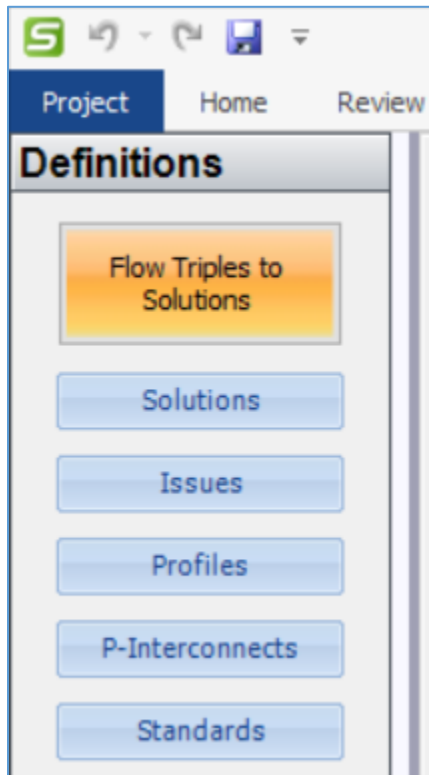 S
Project Home Review
Definitions
Flow Triples to
Solutions
Solutions
Issues
Profiles
P-Interconnects
Standards